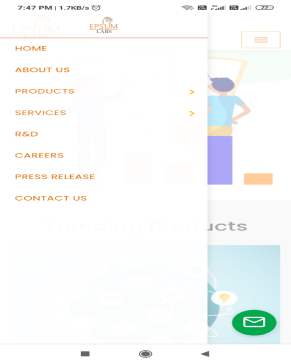 7:47 PM | 1.7KB/s
EPSUM
LABS
HOME
ABOUT US
PRODUCTS >
SERVICES >
R&D
CAREERS
PRESS RELEASE
CONTACT US
Trending Products